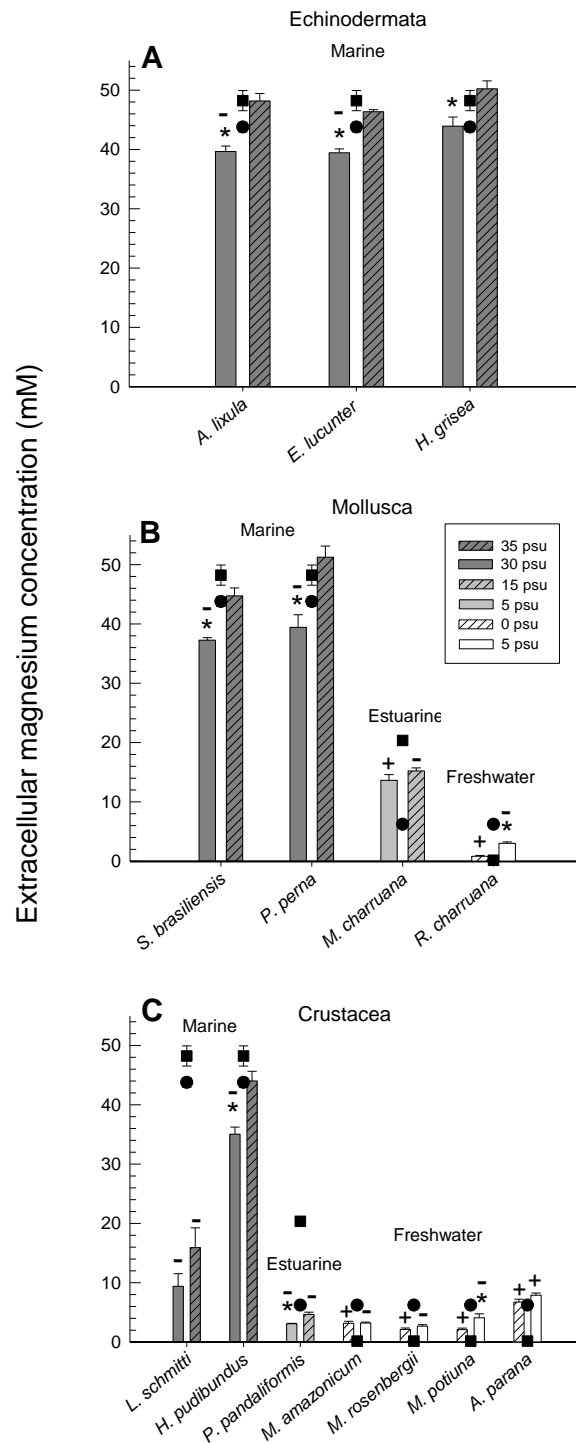 Echinodermata
A
Marine
50
40
30
20
10
0
- - *
* *
A. lixula
E. lucunter
H. grisea
Extracellular magnesium concentration (mM)
Mollusca
B
Marine
50
40
30
20
10
0
35 psu
30 psu
15 psu
5 psu
0 psu
5 psu
- -
* *
Estuarine
+ -
Freshwater
-
+ *
S. brasiliensis
P. perna
M. charruana
R. charruana
Crustacea
C
Marine
50
40
30
20
10
0
-
*
- -
Estuarine
Freshwater
- - -
* + - + - + * + +
L. schmitti
H. pudibundus
P. pandaliformis
M. amazonicum
M. rosenbergii
M. potiuna
A. parana